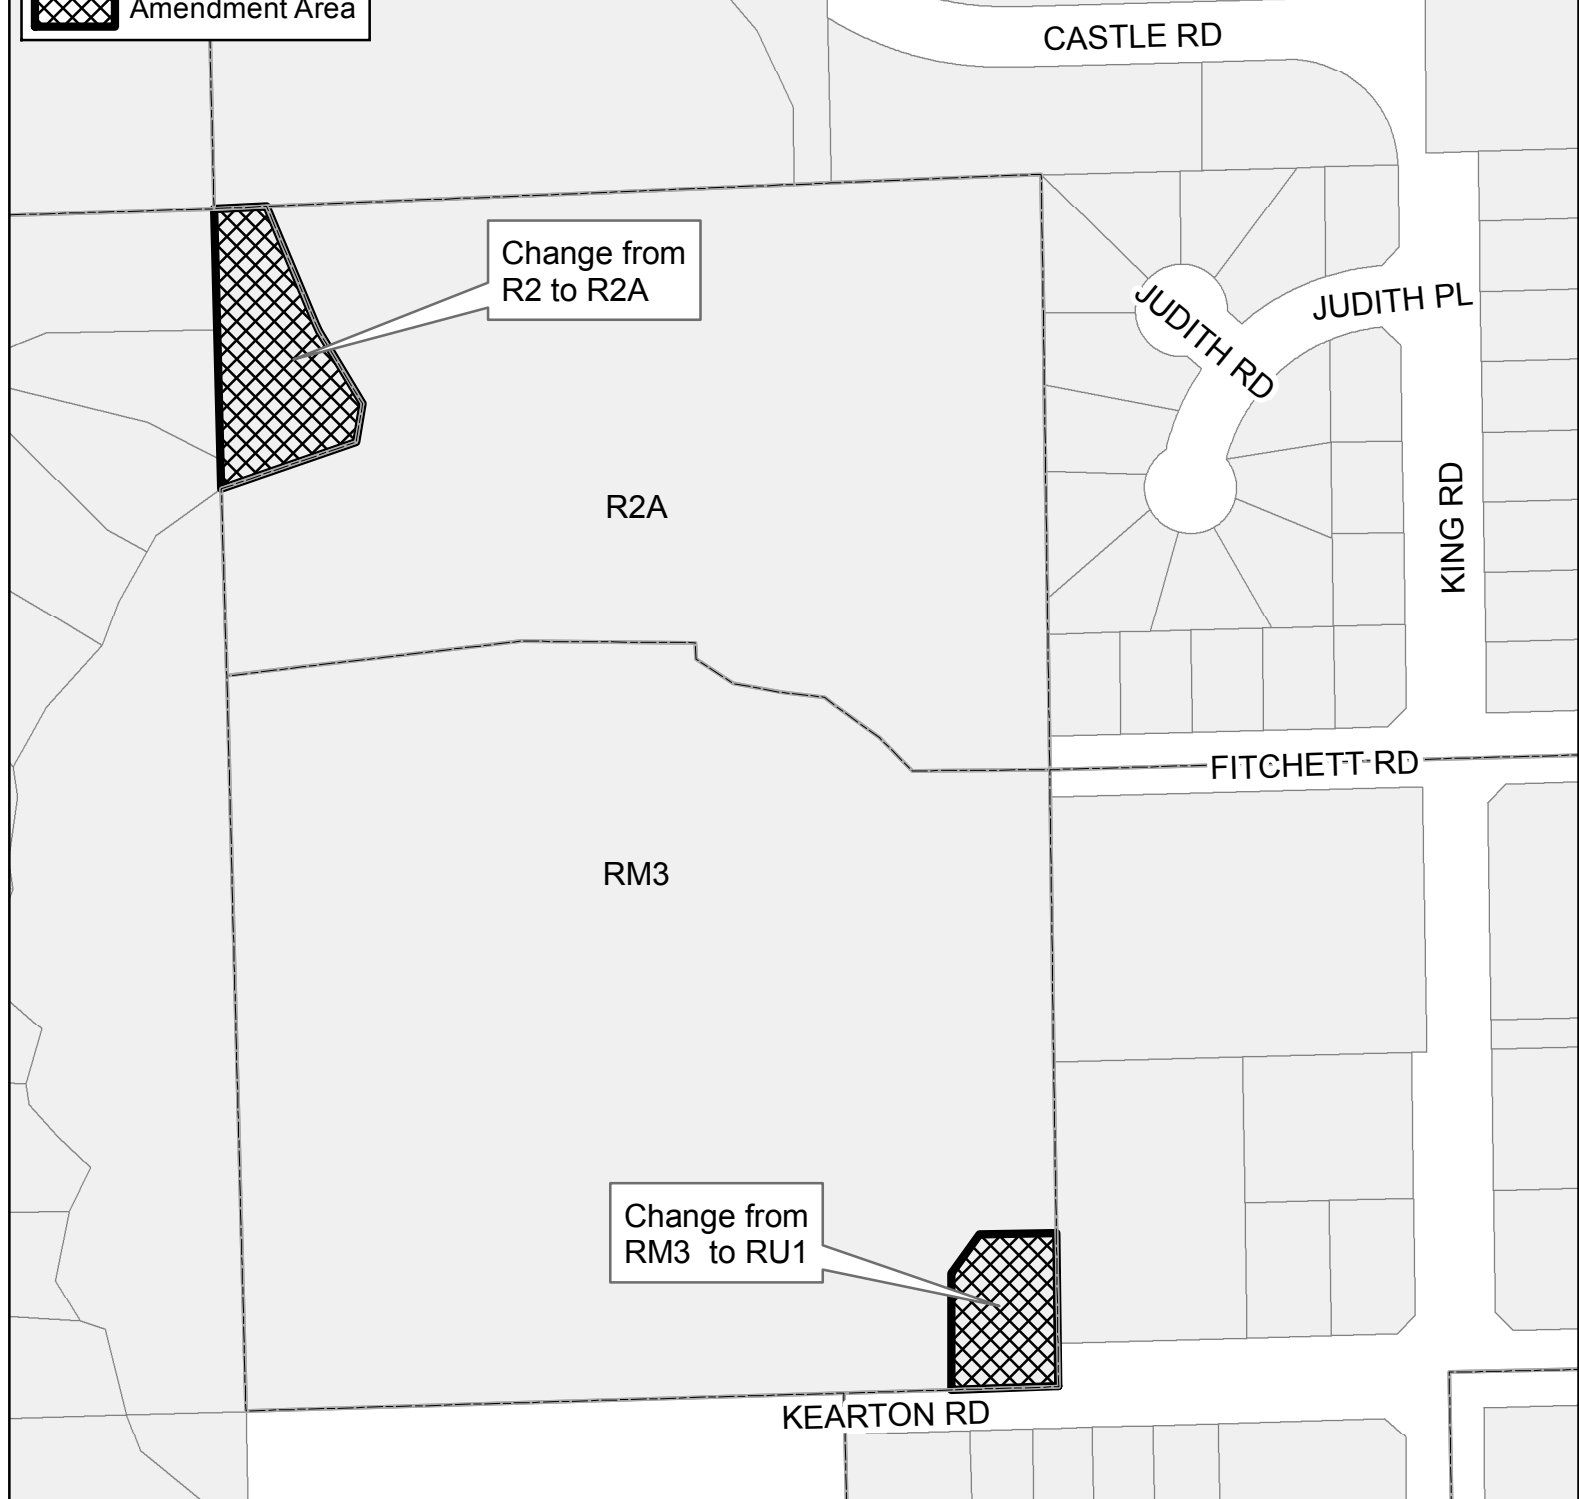 Amendment Area
CASTLE RD
Change from
R2 to R2A
JUDITH PL
JUDITH RD
R2A
KING RD
FITCHETT RD
RM3
Change from
RM3 to RU1
KEARTON RD